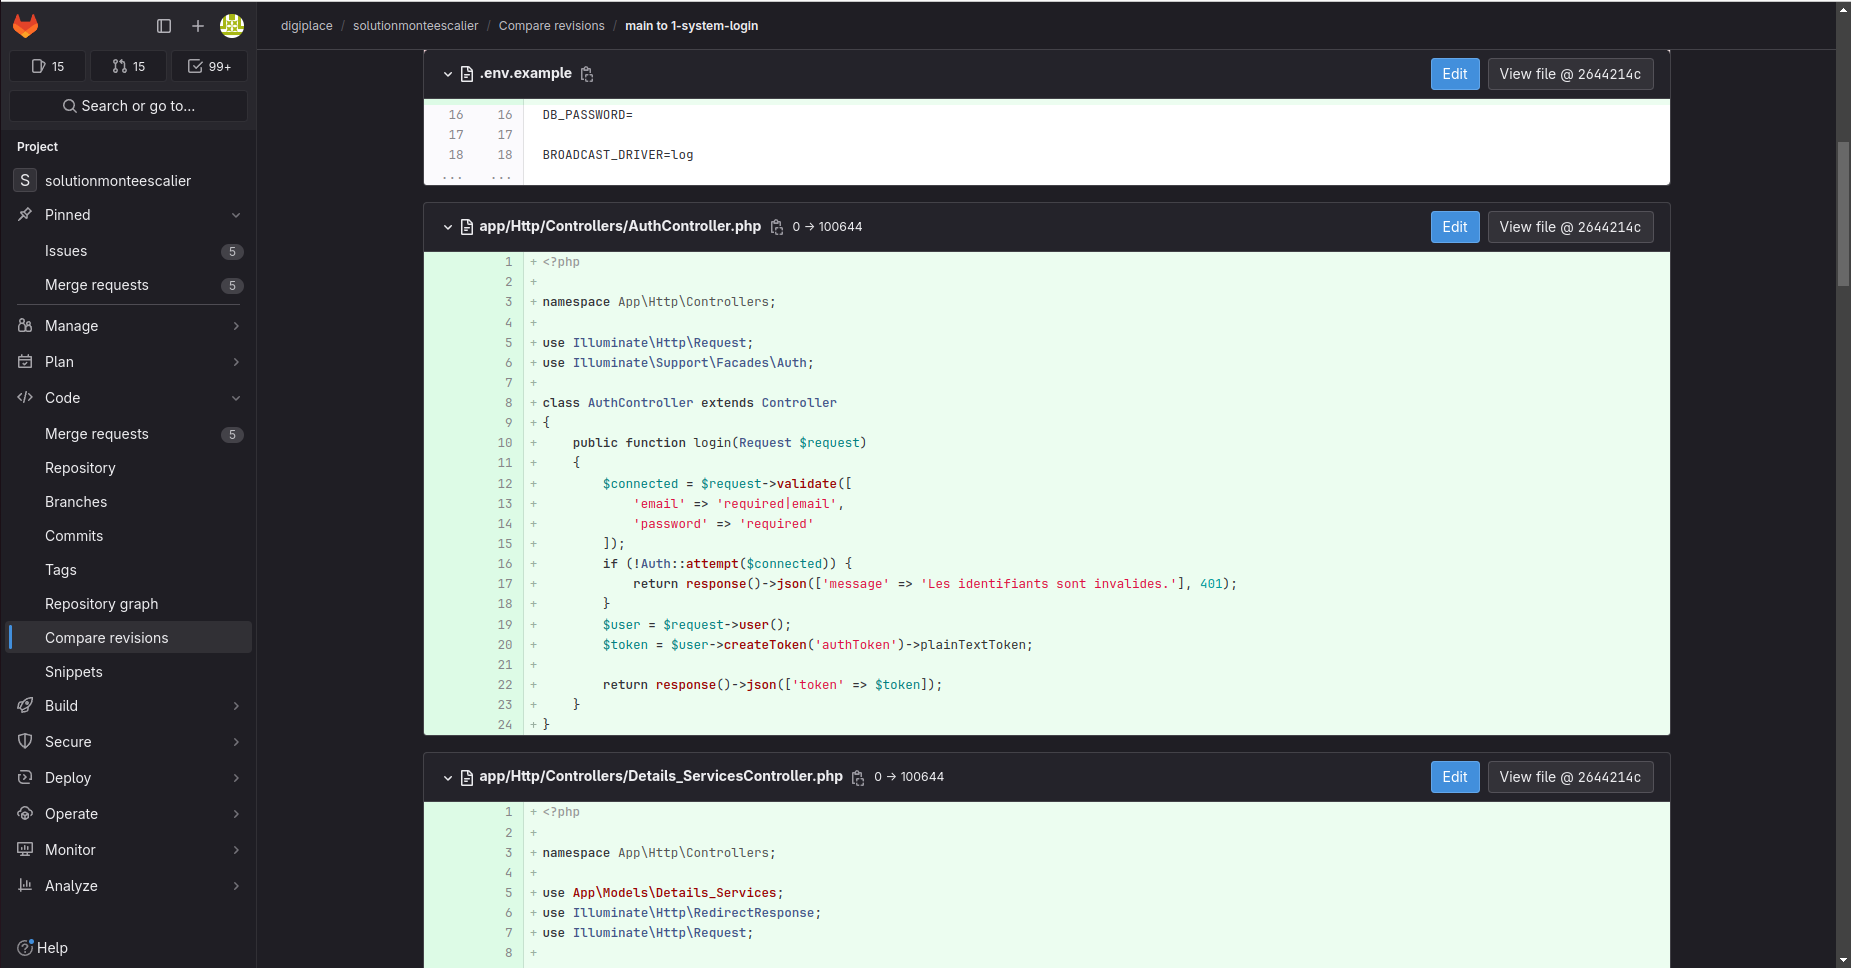 digiplace / solutionmonteescalier / Compare revisions / main to 1-system-login
15 15 99+
Search or go to...
Project
S solutionmonteescalier
Pinned
Issues 5
Merge requests 5
Manage
Plan
Code
Merge requests 5
Repository
Branches
Commits
Tags
Repository graph
Compare revisions
Snippets
Build
Secure
Deploy
Operate
Monitor
Analyze
Help
.env.example Edit View file @ 2644214c
16 16 DB_PASSWORD=
17 17
18 18 BROADCAST_DRIVER=log
... ...
app/Http/Controllers/AuthController.php 0 → 100644 Edit View file @ 2644214c
1 + <?php
2 +
3 + namespace App\Http\Controllers;
4 +
5 + use Illuminate\Http\Request;
6 + use Illuminate\Support\Facades\Auth;
7 +
8 + class AuthController extends Controller
9 + {
10 +     public function login(Request $request)
11 +     {
12 +         $connected = $request->validate([
13 +             'email' => 'required|email',
14 +             'password' => 'required'
15 +         ]);
16 +         if (!Auth::attempt($connected)) {
17 +             return response()->json(['message' => 'Les identifiants sont invalides.'], 401);
18 +         }
19 +         $user = $request->user();
20 +         $token = $user->createToken('authToken')->plainTextToken;
21 +
22 +         return response()->json(['token' => $token]);
23 +     }
24 + }
app/Http/Controllers/Details_ServicesController.php 0 → 100644 Edit View file @ 2644214c
1 + <?php
2 +
3 + namespace App\Http\Controllers;
4 +
5 + use App\Models\Details_Services;
6 + use Illuminate\Http\RedirectResponse;
7 + use Illuminate\Http\Request;
8 +